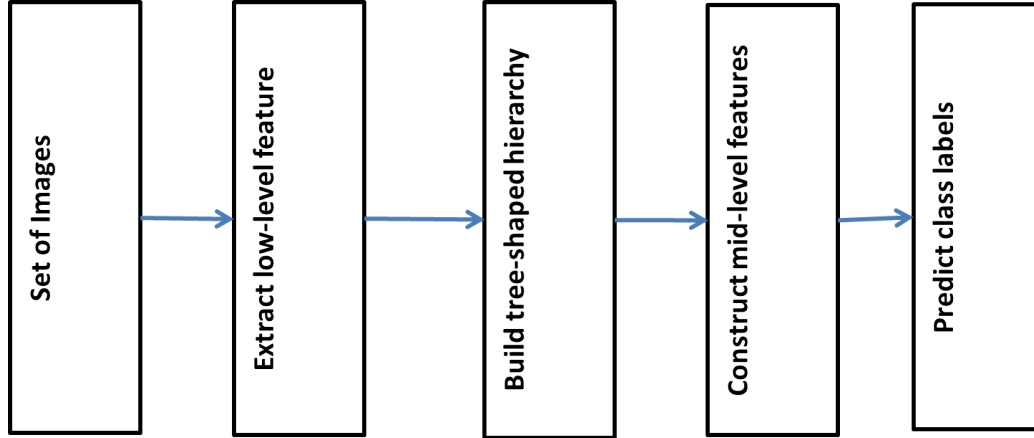 Set of Images
Extract low-level feature
Build tree-shaped hierarchy
Construct mid-level features
Predict class labels